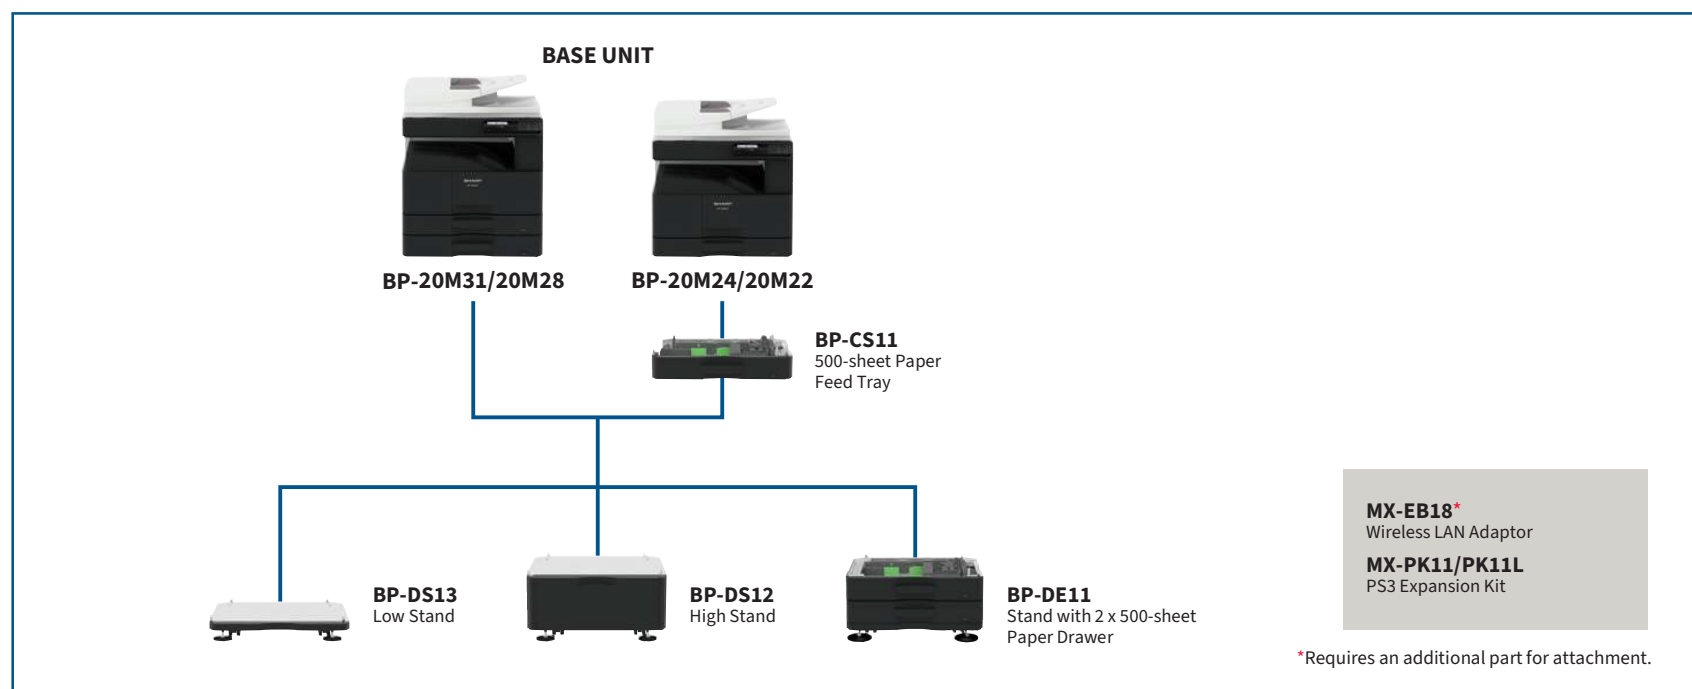 BASE UNIT
BP-20M31/20M28
BP-20M24/20M22
BP-CS11
500-sheet Paper
Feed Tray
BP-DS13
Low Stand
BP-DS12
High Stand
BP-DE11
Stand with 2 x 500-sheet
Paper Drawer
MX-EB18*
Wireless LAN Adaptor
MX-PK11/PK11L
PS3 Expansion Kit
*Requires an additional part for attachment.